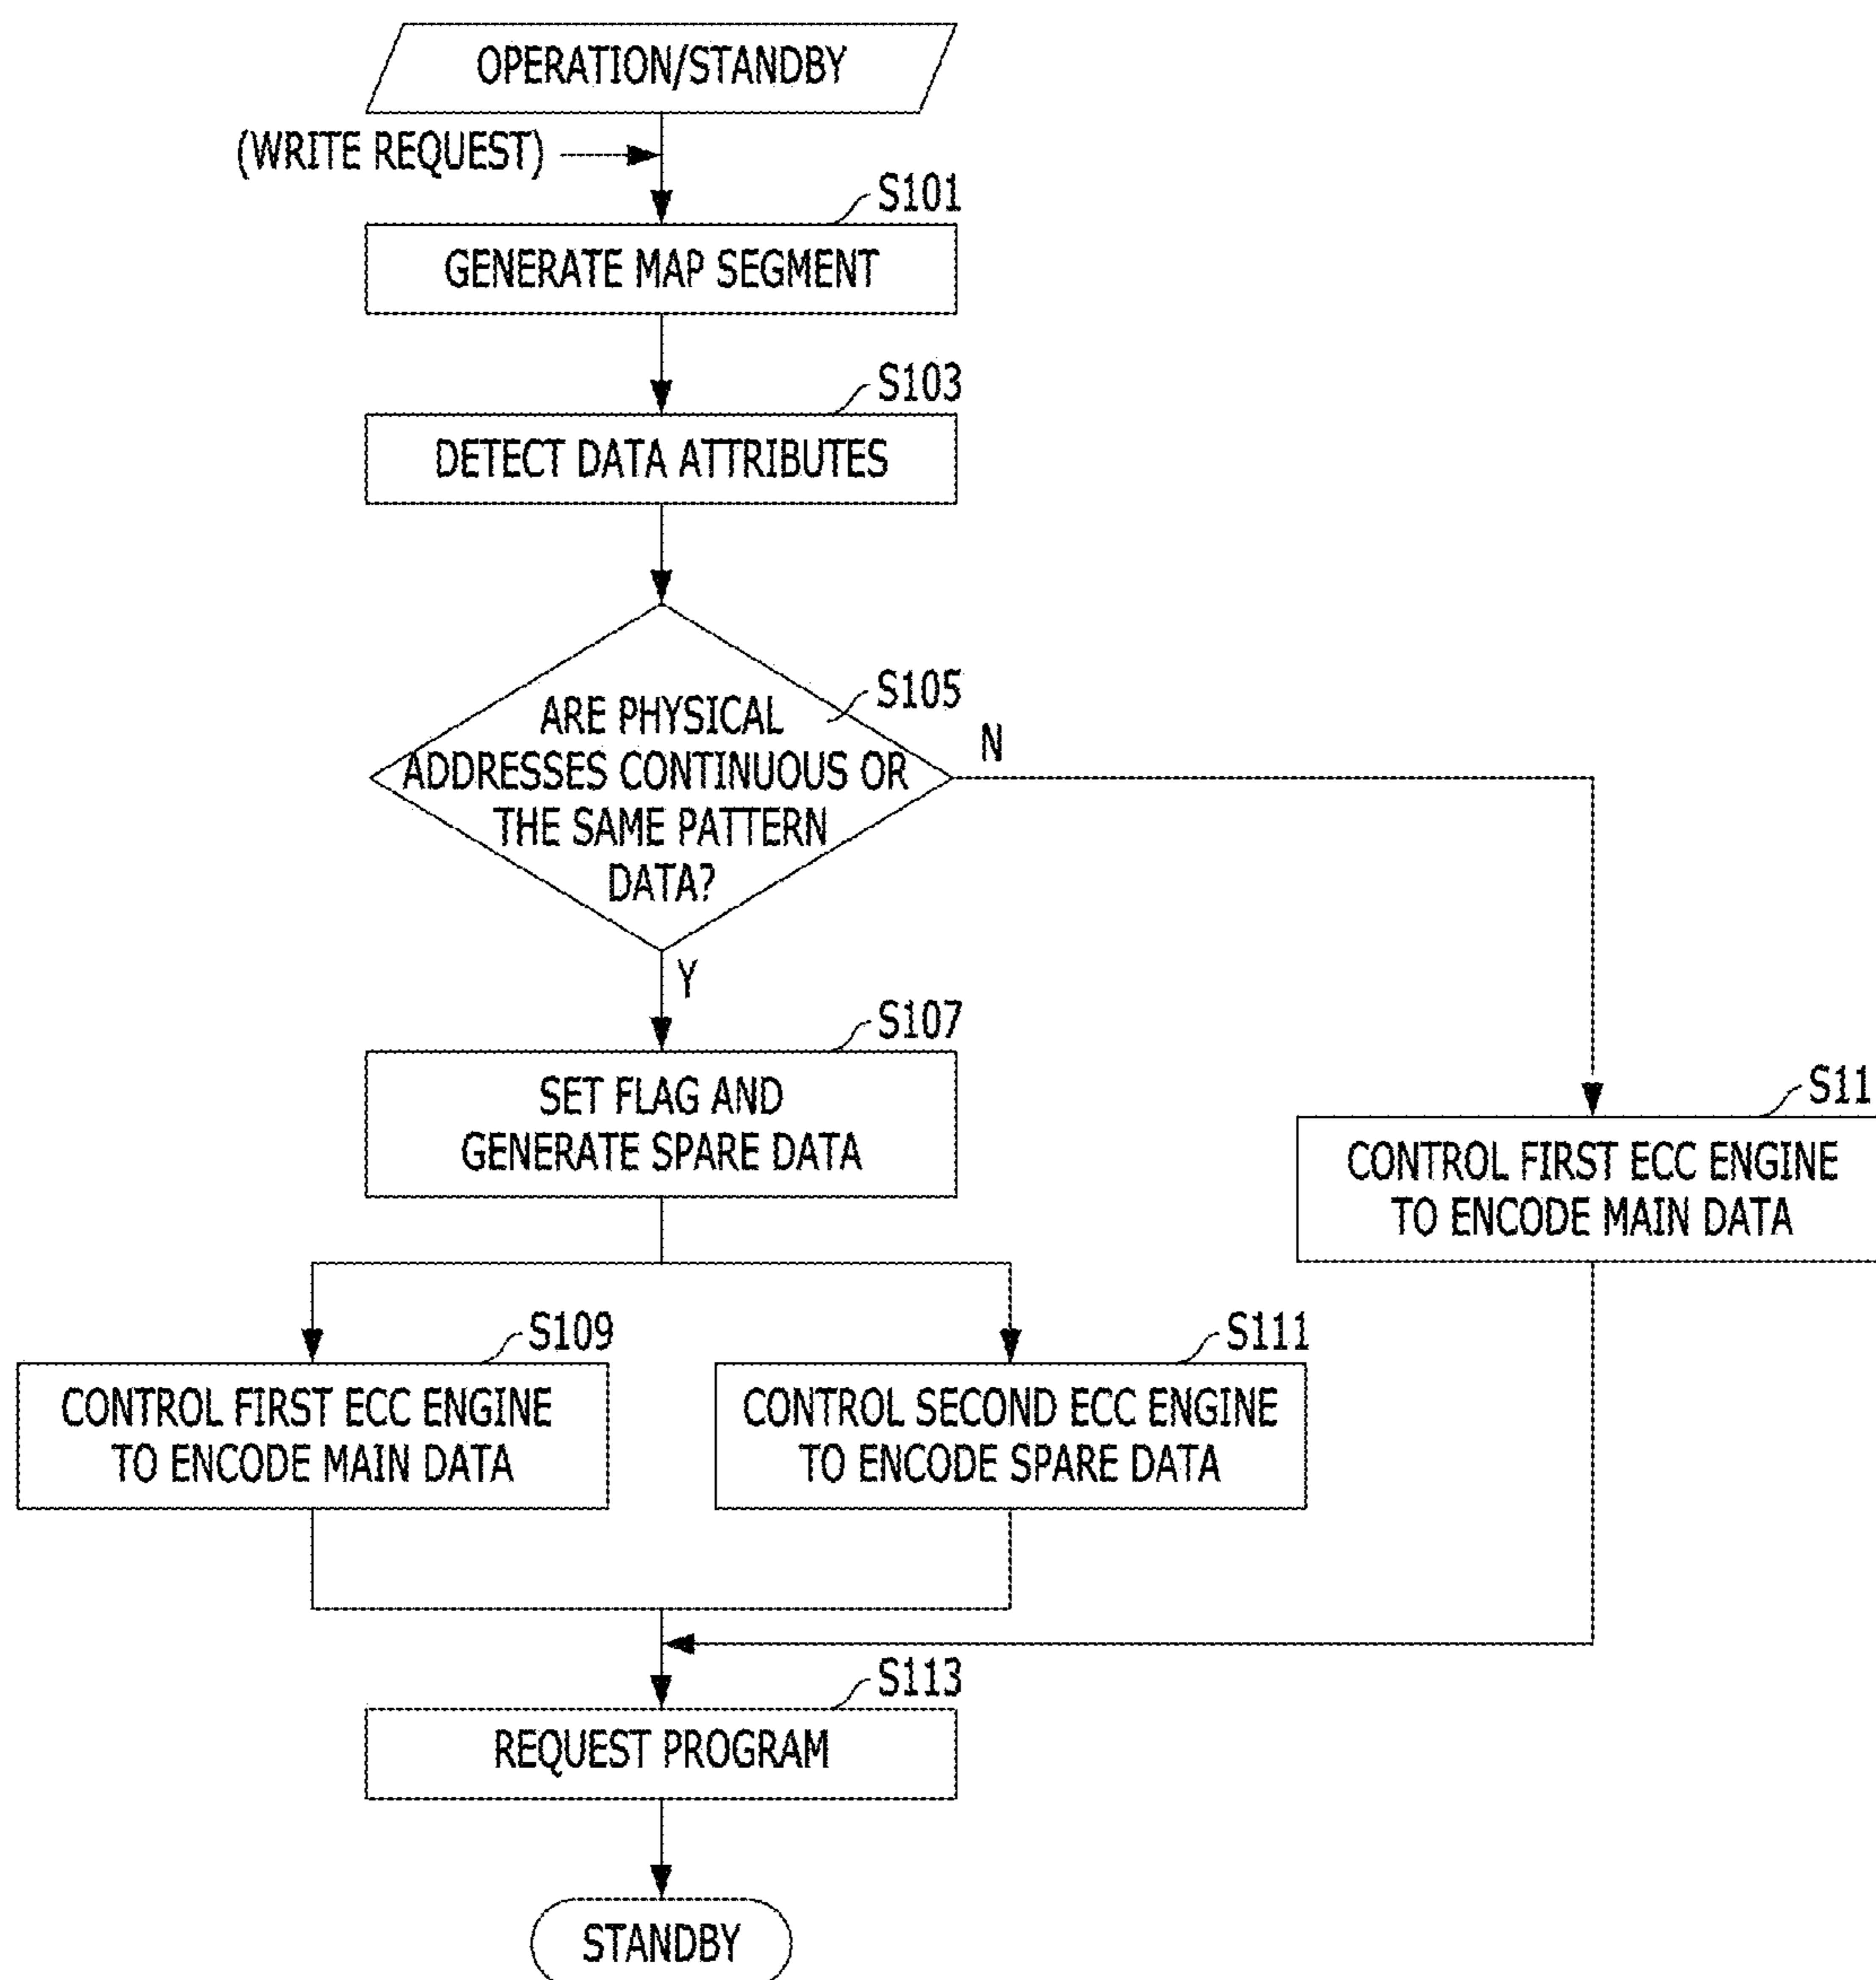 OPERATION/STANDBY
(WRITE REQUEST)
S101
GENERATE MAP SEGMENT
S103
DETECT DATA ATTRIBUTES
S105
ARE PHYSICAL
ADDRESSES CONTINUOUS OR
THE SAME PATTERN
DATA?
N
Y
S107
SET FLAG AND
GENERATE SPARE DATA
S11
CONTROL FIRST ECC ENGINE
TO ENCODE MAIN DATA
S109
CONTROL FIRST ECC ENGINE
TO ENCODE MAIN DATA
S111
CONTROL SECOND ECC ENGINE
TO ENCODE SPARE DATA
S113
REQUEST PROGRAM
STANDBY